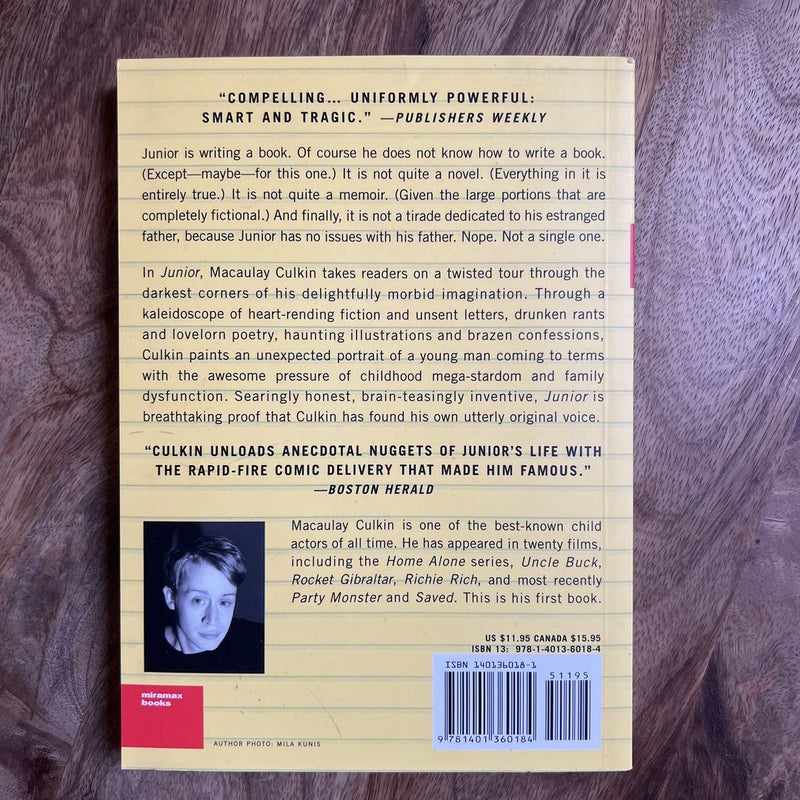 “COMPELLING... UNIFORMLY POWERFUL:
SMART AND TRAGIC.” —PUBLISHERS WEEKLY
Junior is writing a book. Of course he does not know how to write a book.
(Except—maybe—for this one.) It is not quite a novel. (Everything in it is
entirely true.) It is not quite a memoir. (Given the large portions that are
completely fictional.) And finally, it is not a tirade dedicated to his estranged
father, because Junior has no issues with his father. Nope. Not a single one.
In Junior, Macaulay Culkin takes readers on a twisted tour through the
darkest corners of his delightfully morbid imagination. Through a
kaleidoscope of heart-rending fiction and unsent letters, drunken rants
and lovelorn poetry, haunting illustrations and brazen confessions,
Culkin paints an unexpected portrait of a young man coming to terms
with the awesome pressure of childhood mega-stardom and family
dysfunction. Searingly honest, brain-teasingly inventive, Junior is
breathtaking proof that Culkin has found his own utterly original voice.
“CULKIN UNLOADS ANECDOTAL NUGGETS OF JUNIOR’S LIFE WITH
THE RAPID-FIRE COMIC DELIVERY THAT MADE HIM FAMOUS.”
—BOSTON HERALD
Macaulay Culkin is one of the best-known child
actors of all time. He has appeared in twenty films,
including the Home Alone series, Uncle Buck,
Rocket Gibraltar, Richie Rich, and most recently
Party Monster and Saved. This is his first book.
US $11.95 CANADA $15.95
ISBN 13: 978-1-4013-6018-4
ISBN 140136018-1
51195
9 781401 360184
miramax
books
AUTHOR PHOTO: MILA KUNIS